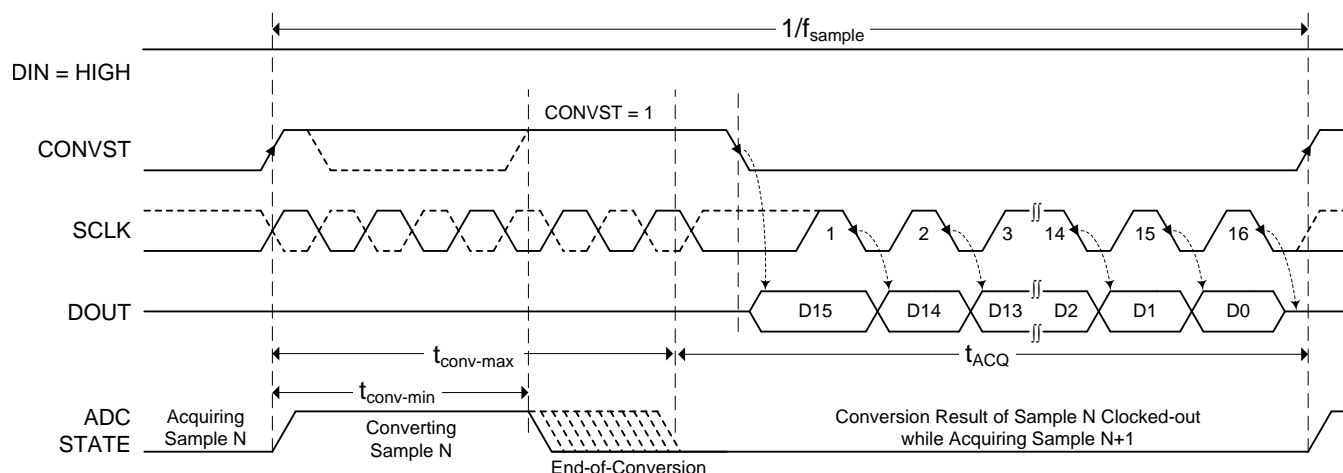 1/fsample
DIN = HIGH
CONVST = 1
CONVST
SCLK
1 2 3 ∫∫ 14 15 16
DOUT
D15 D14 D13 ∫∫ D2 D1 D0
∫∫
tconv-max
tACQ
tconv-min
ADC
STATE
Acquiring
Sample N
Converting
Sample N
End-of-Conversion
Conversion Result of Sample N Clocked-out
while Acquiring Sample N+1